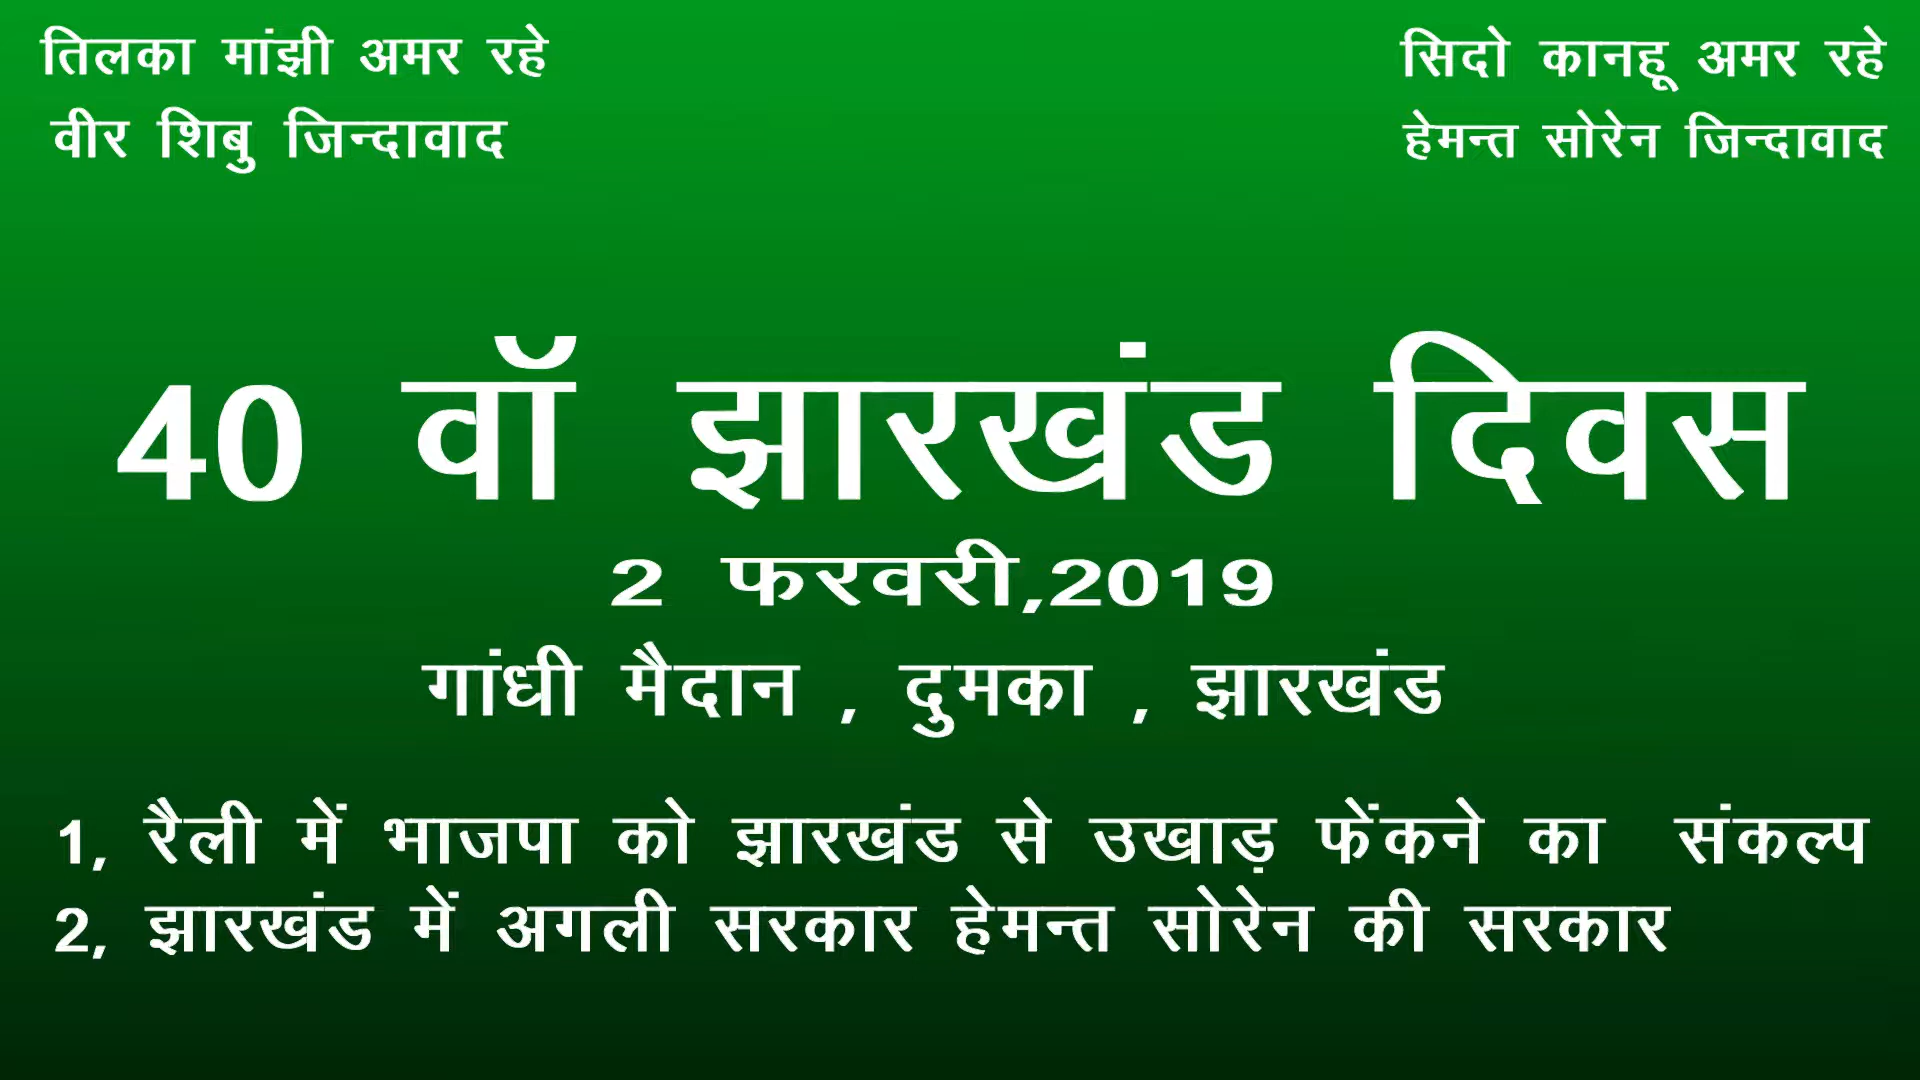 तिलका मांझी अमर रहे
वीर शिबु जिन्दावाद
सिदो कानहू अमर रहे
हेमन्त सोरेन जिन्दावाद
40 वॉ झारखंड दिवस
2 फरवरी,2019
गांधी मैदान , दुमका , झारखंड
1, रैली में भाजपा को झारखंड से उखाड़ फेंकने का संकल्प
2, झारखंड में अगली सरकार हेमन्त सोरेन की सरकार